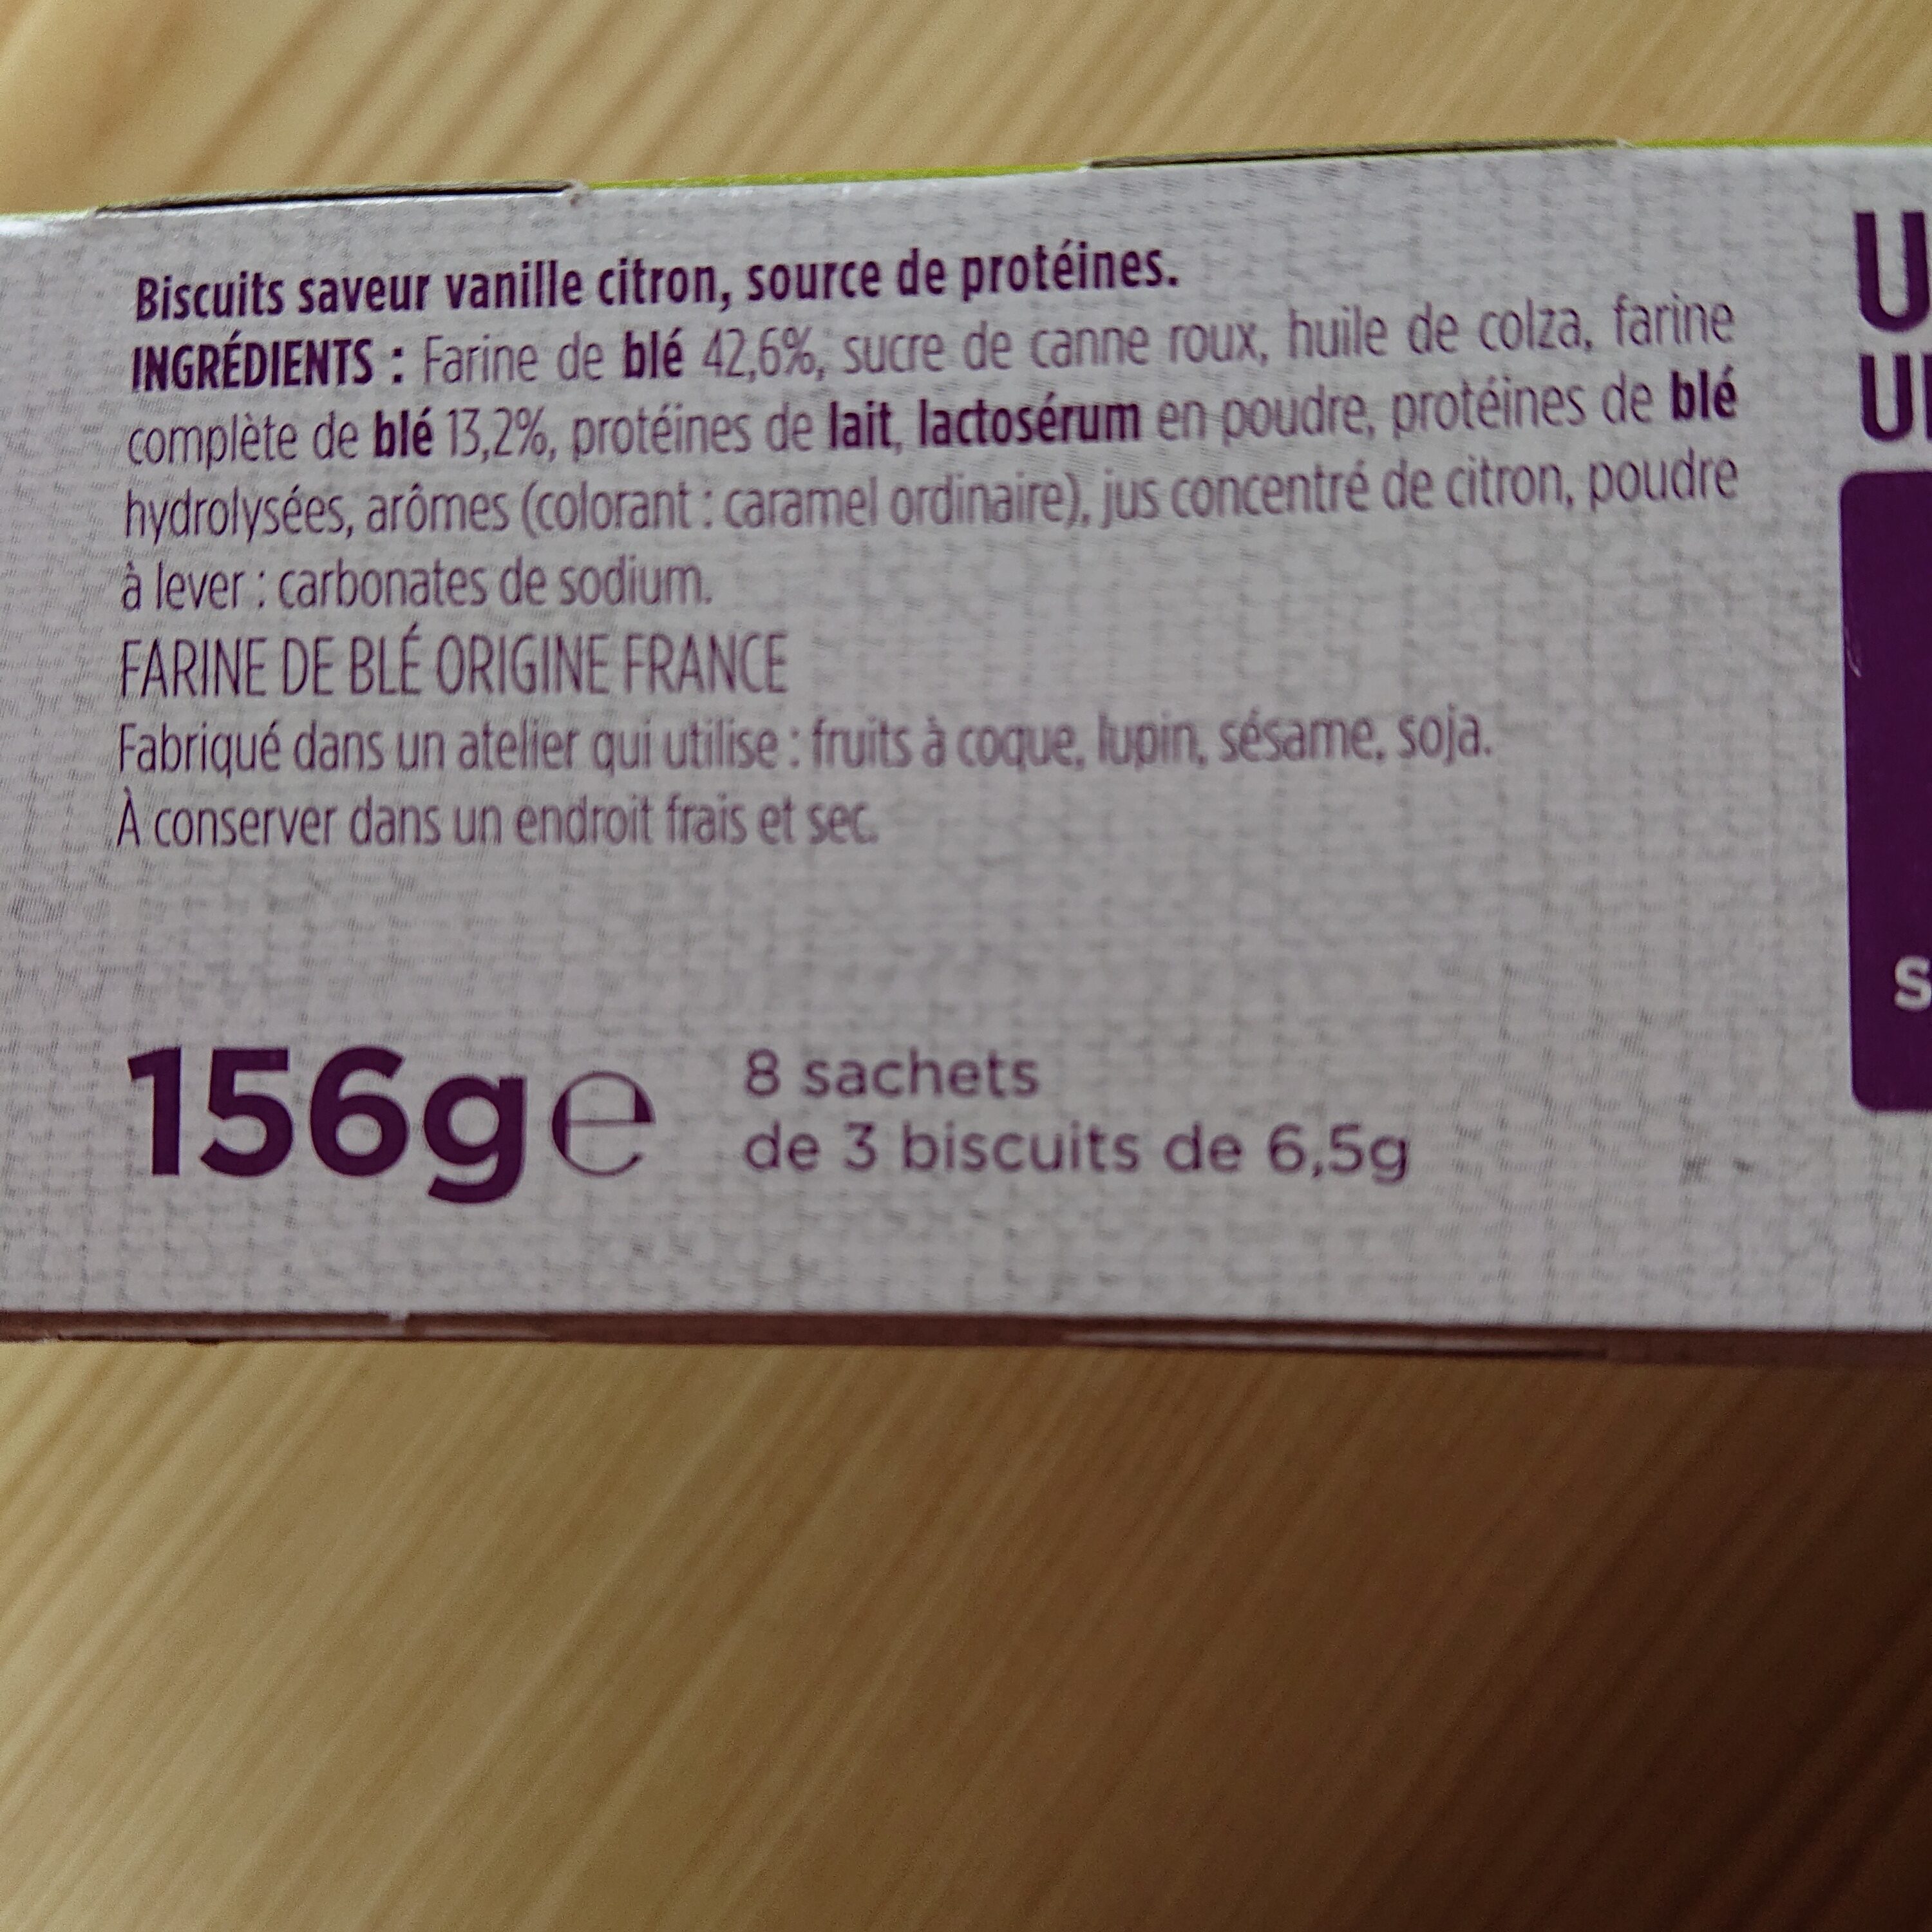 Biscuits saveur vanille citron, source de protéines.
INGRÉDIENTS : Farine de blé 42,6%, sucre de canne roux, huile de colza, farine
complète de blé 13,2%, protéines de lait, lactosérum en poudre, protéines de blé
hydrolysées, arômes (colorant : caramel ordinaire), jus concentré de citron, poudre
à lever : carbonates de sodium.
FARINE DE BLÉ ORIGINE FRANCE
Fabriqué dans un atelier qui utilise : fruits à coque, lupin, sésame, soja.
À conserver dans un endroit frais et sec.
156g e
8 sachets
de 3 biscuits de 6,5g